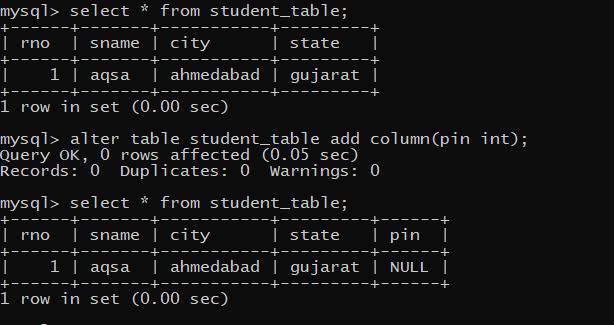 mysql> select * from student_table;
+------+-------+-----------+---------+
| rno  | sname | city      | state   |
+------+-------+-----------+---------+
|    1 | aqsa  | ahmedabad | gujarat |
+------+-------+-----------+---------+
1 row in set (0.00 sec)
mysql> alter table student_table add column(pin int);
Query OK, 0 rows affected (0.05 sec)
Records: 0  Duplicates: 0  Warnings: 0
mysql> select * from student_table;
+------+-------+-----------+---------+------+
| rno  | sname | city      | state   | pin  |
+------+-------+-----------+---------+------+
|    1 | aqsa  | ahmedabad | gujarat | NULL |
+------+-------+-----------+---------+------+
1 row in set (0.00 sec)